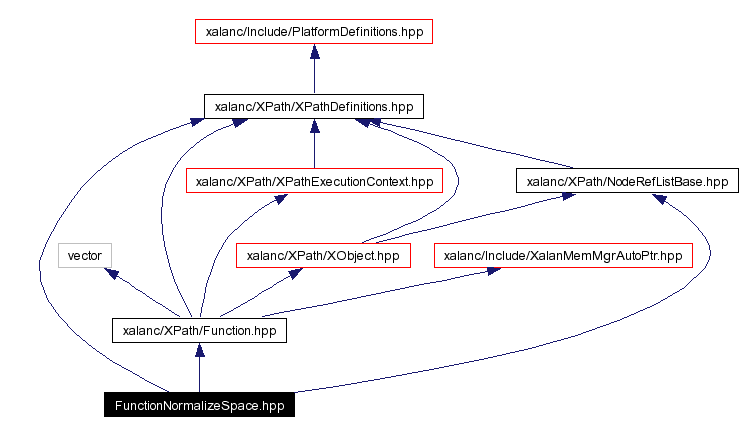 xalanc/Include/PlatformDefinitions.hpp
xalanc/XPath/XPathDefinitions.hpp
xalanc/XPath/XPathExecutionContext.hpp
xalanc/XPath/NodeRefListBase.hpp
vector
xalanc/XPath/XObject.hpp
xalanc/Include/XalanMemMgrAutoPtr.hpp
xalanc/XPath/Function.hpp
FunctionNormalizeSpace.hpp